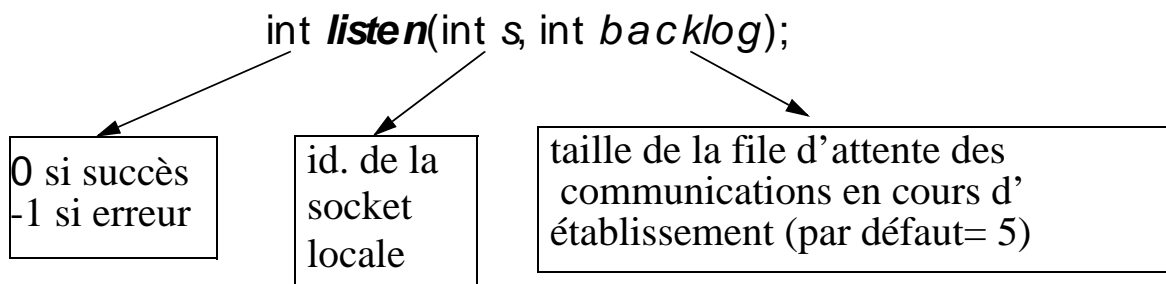 int listen(int s, int backlog);
0 si succès
-1 si erreur
id. de la
socket
locale
taille de la file d'attente des
communications en cours d'
établissement (par défaut= 5)